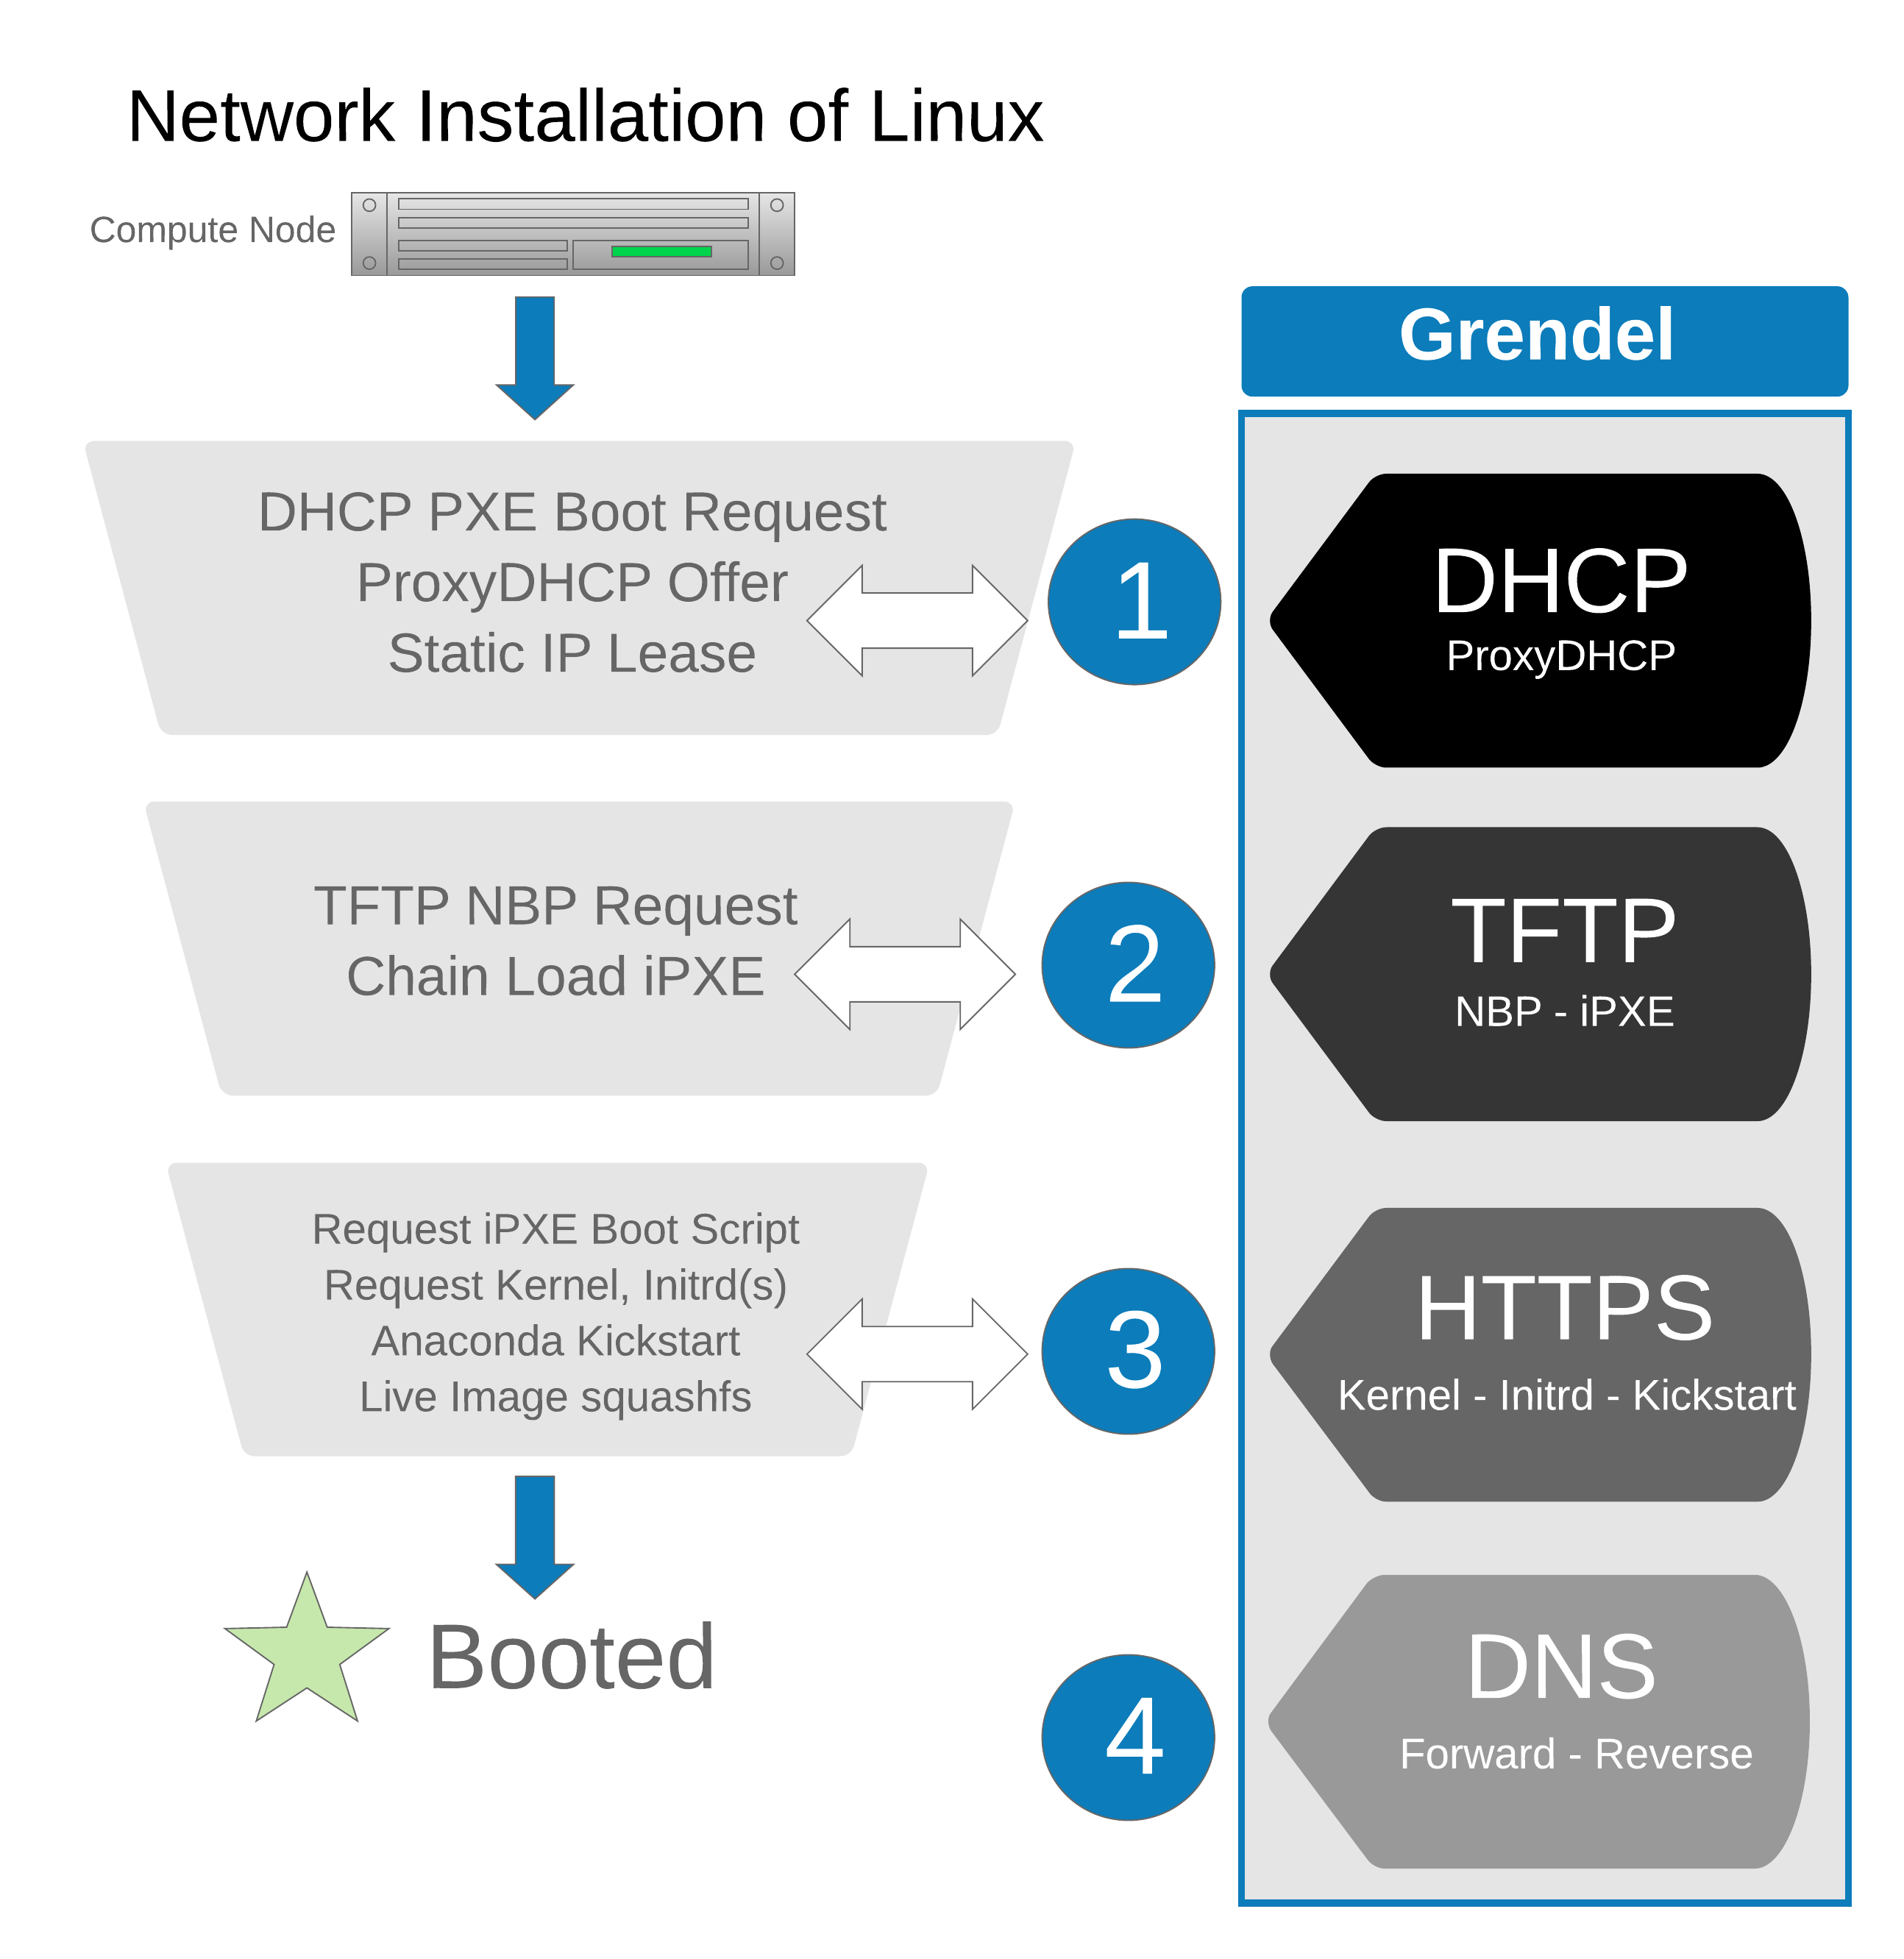 Network Installation of Linux
Compute Node
Grendel
DHCP PXE Boot Request
ProxyDHCP Offer
Static IP Lease
1
DHCP
ProxyDHCP
TFTP NBP Request
Chain Load iPXE
2
TFTP
NBP - iPXE
Request iPXE Boot Script
Request Kernel, Initrd(s)
Anaconda Kickstart
Live Image squashfs
3
HTTPS
Kernel - Initrd - Kickstart
Booted
4
DNS
Forward - Reverse